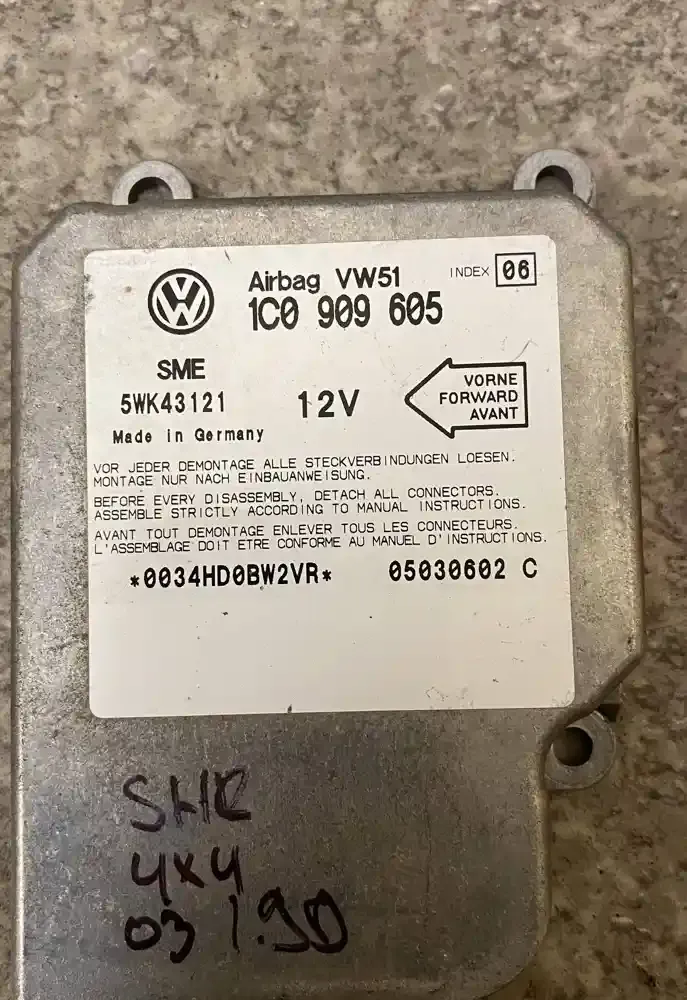 Airbag VW51 INDEX 06
1C0 909 605
SME
5WK43121 12V
VORNE
FORWARD
AVANT
Made in Germany
VOR JEDER DEMONTAGE ALLE STECKVERBINDUNGEN LOESEN.
MONTAGE NUR NACH EINBAUANWEISUNG.
BEFORE EVERY DISASSEMBLY, DETACH ALL CONNECTORS.
ASSEMBLE STRICTLY ACCORDING TO MANUAL INSTRUCTIONS.
AVANT TOUT DEMONTAGE ENLEVER TOUS LES CONNECTEURS.
L'ASSEMBLAGE DOIT ETRE CONFORME AU MANUEL D'INSTRUCTIONS.
*0034HD0BW2VR* 05030602 C
4x4
03 1.90